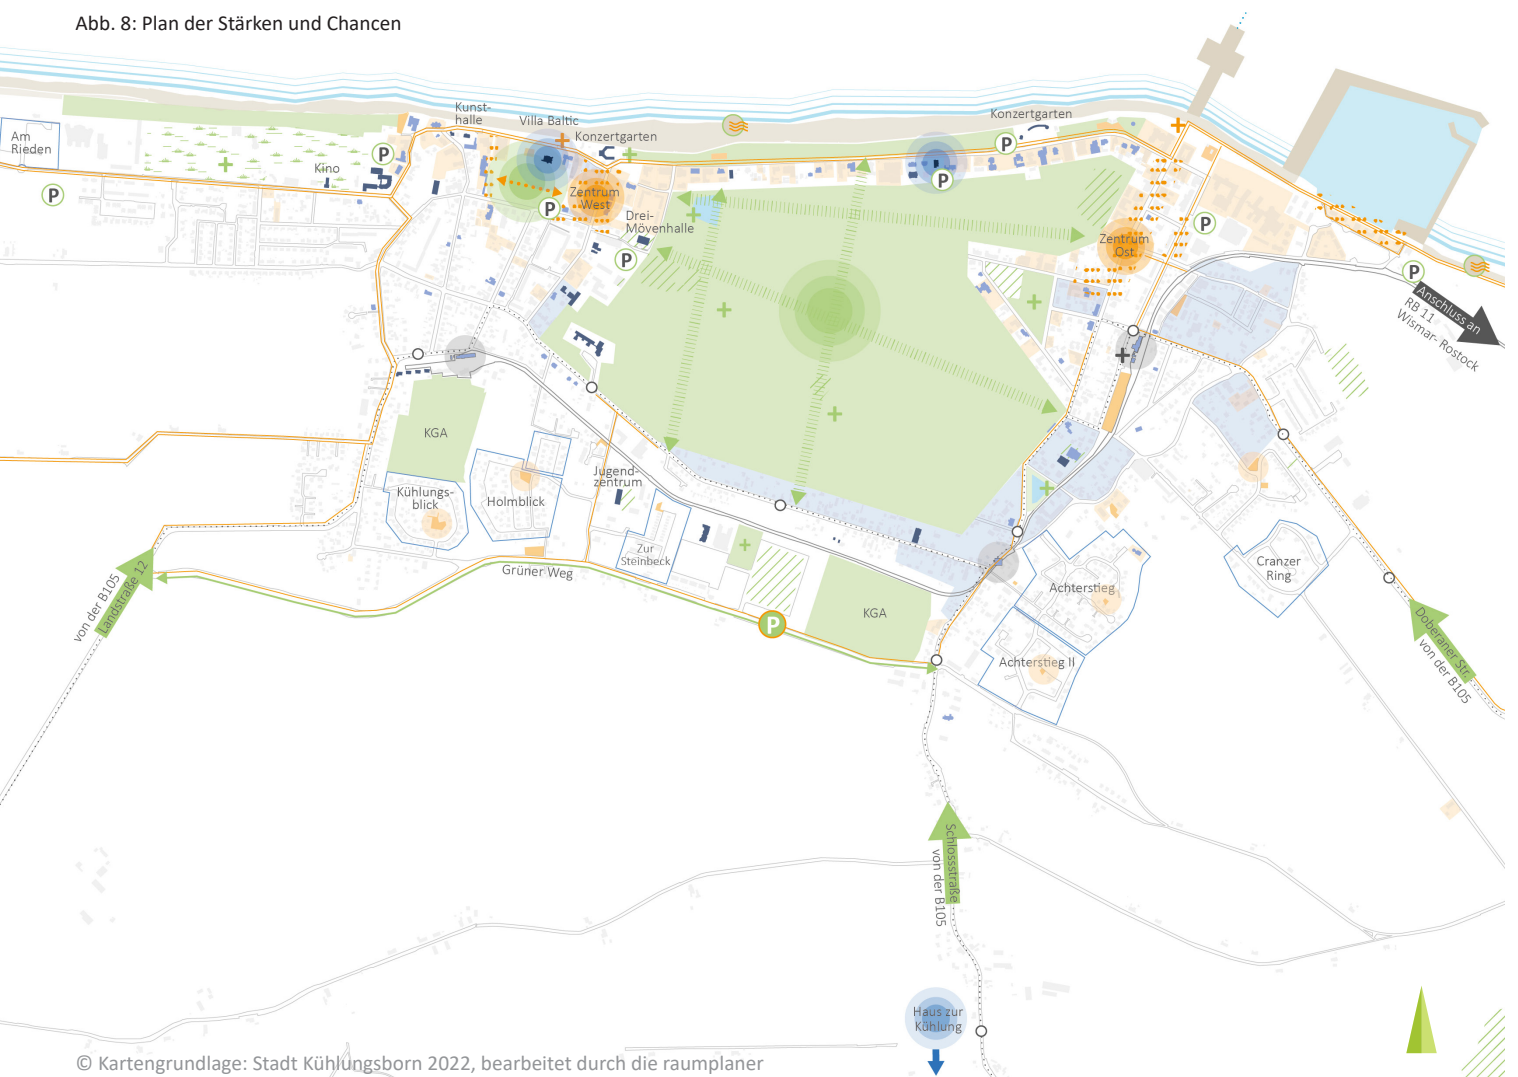 Abb. 8: Plan der Stärken und Chancen
Kunst-
halle
Villa Baltic
Konzertgarten
Konzertgarten
Am
Rieden
Kino
P
P
P
P
P
P
P
P
Zentrum
West
Drei-
Mövenhalle
Zentrum
Ost
Anschluss an
RB 11
Wismar- Rostock
KGA
Kühlungs-
blick
Holmblick
Jugend-
zentrum
Zur
Steinbeck
Grüner Weg
P
KGA
Achterstieg
Achterstieg II
Cranzer
Ring
von der B105
Landstraße 12
Doberaner Str.
von der B105
Schlossstraße
von der B105
Haus zur
Kühlung
© Kartengrundlage: Stadt Kühlungsborn 2022, bearbeitet durch die raumplaner